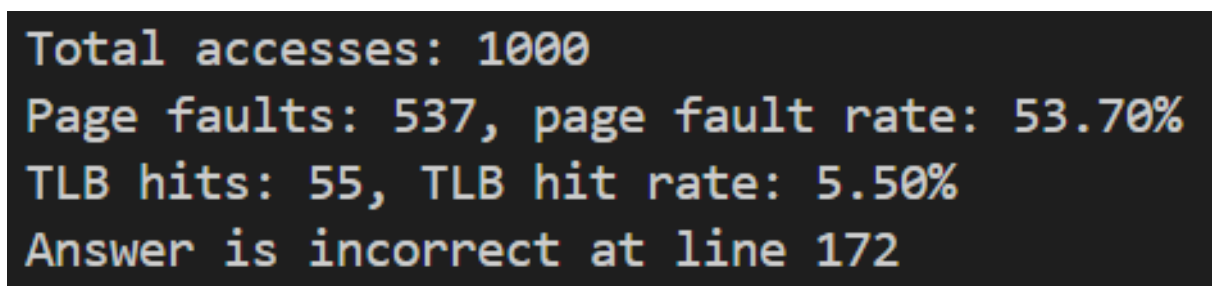 Total accesses: 1000
Page faults: 537, page fault rate: 53.70%
TLB hits: 55, TLB hit rate: 5.50%
Answer is incorrect at line 172